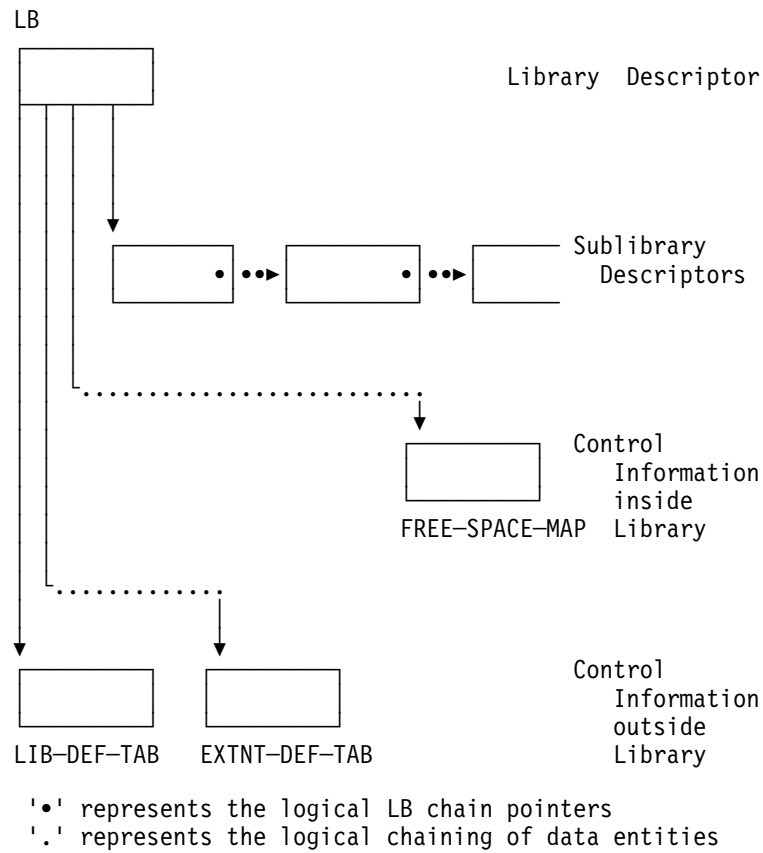 LB
Library Descriptor
Sublibrary
Descriptors
Control
Information
inside
FREE—SPACE—MAP Library
Control
Information
outside
LIB—DEF—TAB EXTNT—DEF—TAB Library
'•' represents the logical LB chain pointers
'.' represents the logical chaining of data entities